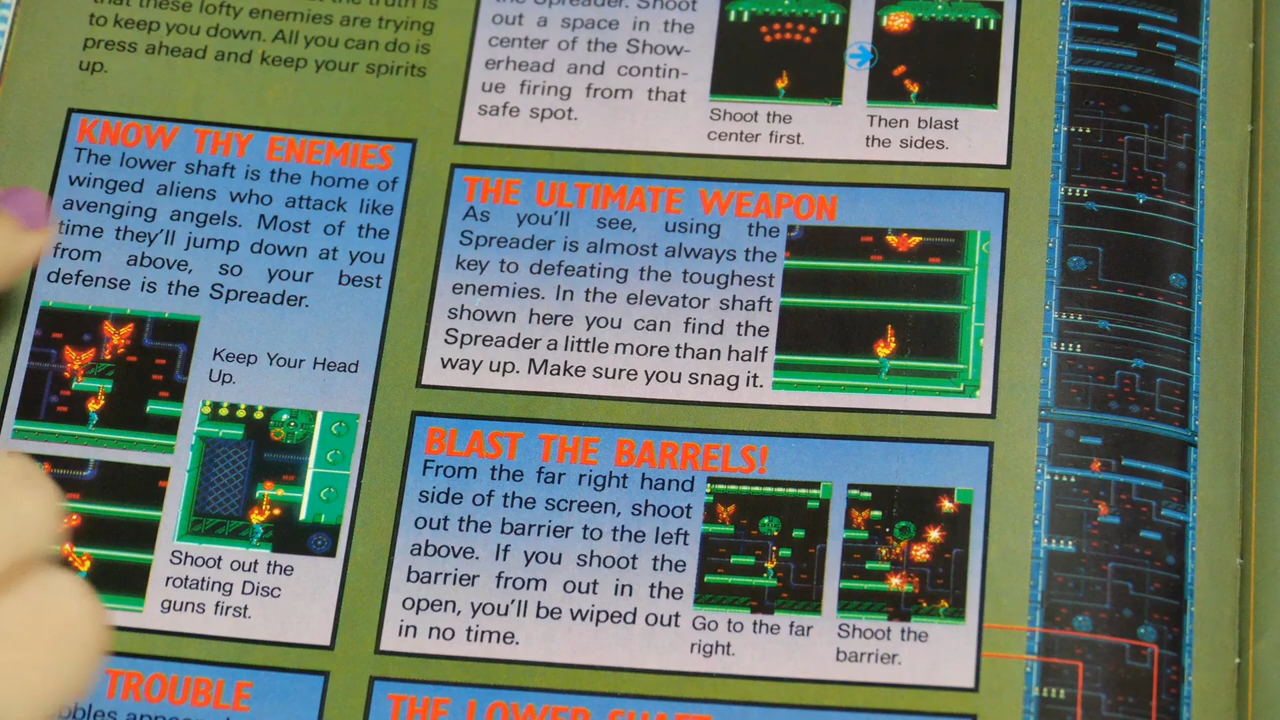 that these lofty enemies are trying
to keep you down. All you can do is
press ahead and keep your spirits
up.
KNOW THY ENEMIES
The lower shaft is the home of
winged aliens who attack like
avenging angels. Most of the
time they'll jump down at you
from above, so your best
defense is the Spreader.
Keep Your Head
Up.
Shoot out the
rotating Disc
guns first.
TROUBLE
the Spreader. Shoot
out a space in the
center of the Show-
erhead and contin-
ue firing from that
safe spot.
Shoot the
center first.
Then blast
the sides.
THE ULTIMATE WEAPON
As you'll see, using the
Spreader is almost always the
key to defeating the toughest
enemies. In the elevator shaft
shown here you can find the
Spreader a little more than half
way up. Make sure you snag it.
BLAST THE BARRELS!
From the far right hand
side of the screen, shoot
out the barrier to the left
above. If you shoot the
barrier from out in the
open, you'll be wiped out
in no time.
Go to the far
right.
Shoot the
barrier.
THE LOWER SHAFT